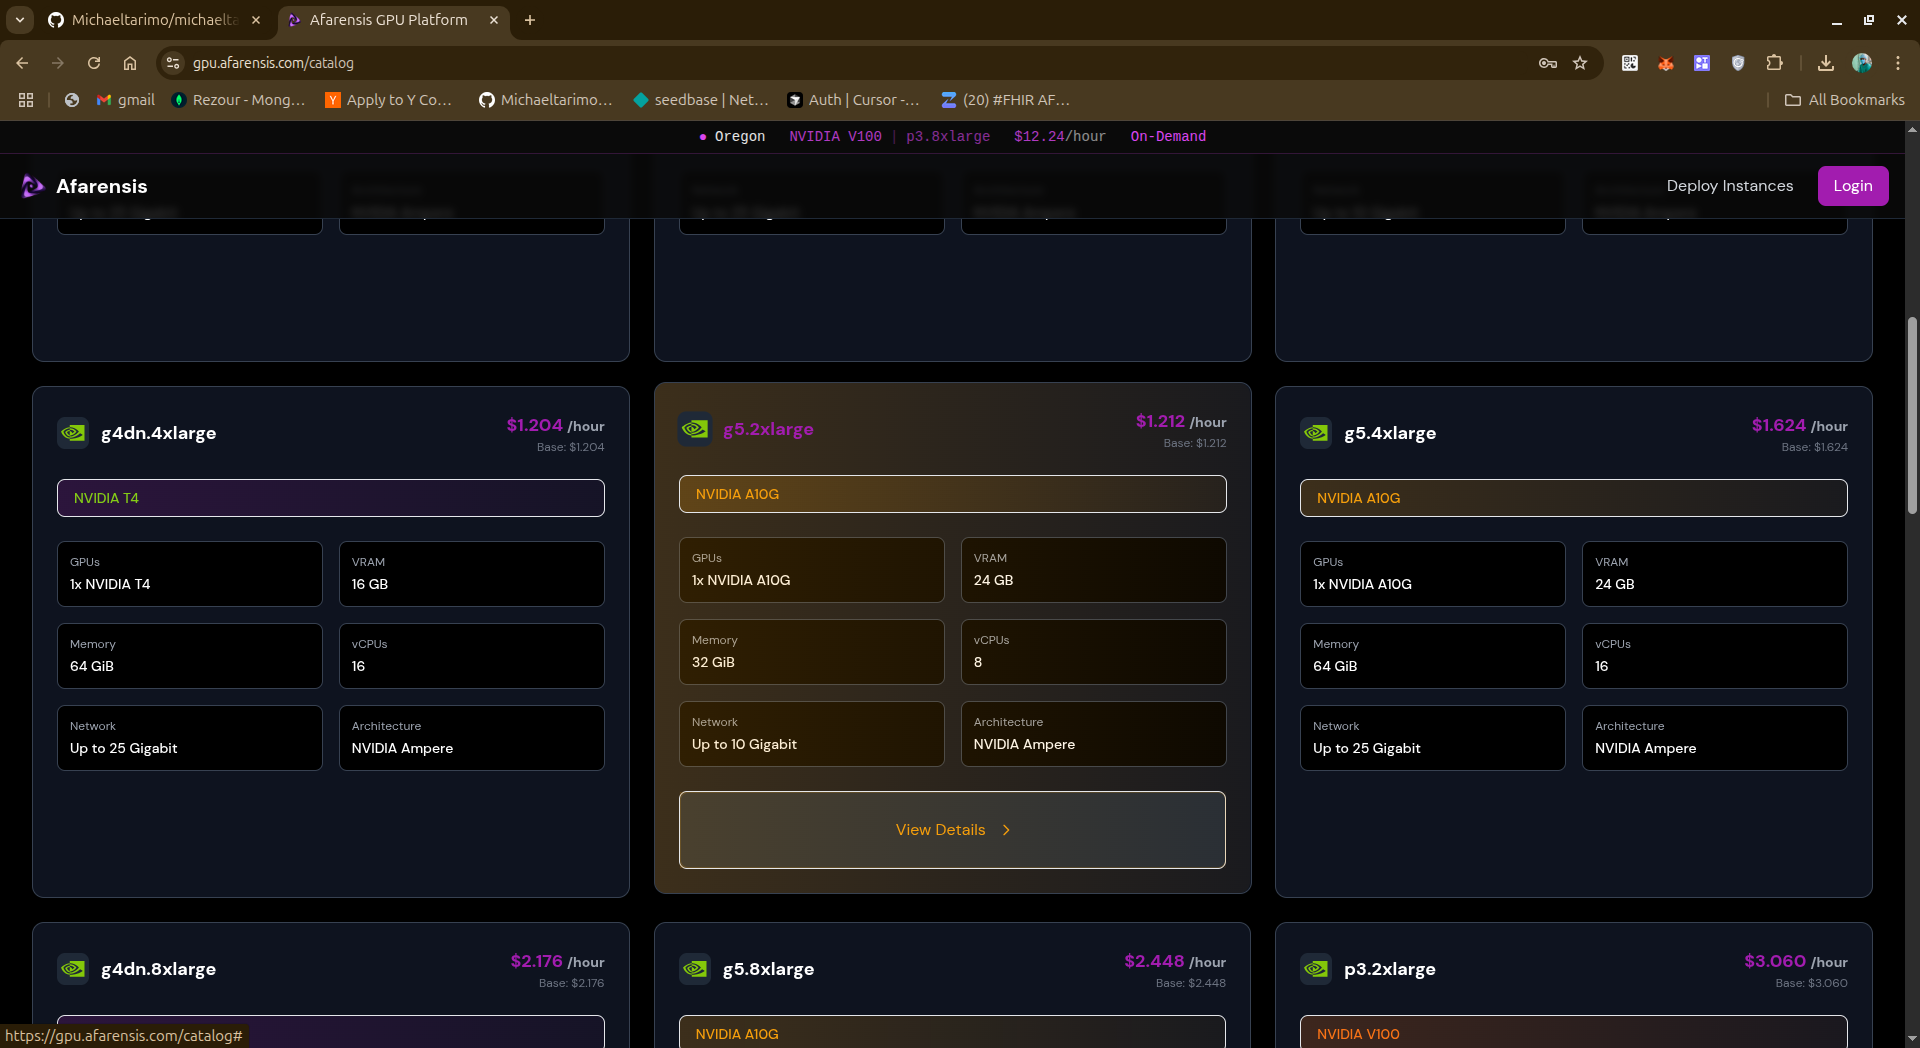 Michaeltarimo/michaelta
Afarensis GPU Platform
gpu.afarensis.com/catalog
gmail
Rezour - Mong...
Apply to Y Co...
Michaeltarimo...
seedbase | Net...
Auth | Cursor -...
(20) #FHIR AF...
All Bookmarks
Oregon NVIDIA V100 | p3.8xlarge $12.24/hour On-Demand
Afarensis
Deploy Instances
Login
g4dn.4xlarge
$1.204 /hour
Base: $1.204
NVIDIA T4
GPUs
1x NVIDIA T4
VRAM
16 GB
Memory
64 GiB
vCPUs
16
Network
Up to 25 Gigabit
Architecture
NVIDIA Ampere
g5.2xlarge
$1.212 /hour
Base: $1.212
NVIDIA A10G
GPUs
1x NVIDIA A10G
VRAM
24 GB
Memory
32 GiB
vCPUs
8
Network
Up to 10 Gigabit
Architecture
NVIDIA Ampere
View Details
g5.4xlarge
$1.624 /hour
Base: $1.624
NVIDIA A10G
GPUs
1x NVIDIA A10G
VRAM
24 GB
Memory
64 GiB
vCPUs
16
Network
Up to 25 Gigabit
Architecture
NVIDIA Ampere
g4dn.8xlarge
$2.176 /hour
Base: $2.176
g5.8xlarge
$2.448 /hour
Base: $2.448
NVIDIA A10G
p3.2xlarge
$3.060 /hour
Base: $3.060
NVIDIA V100
https://gpu.afarensis.com/catalog#